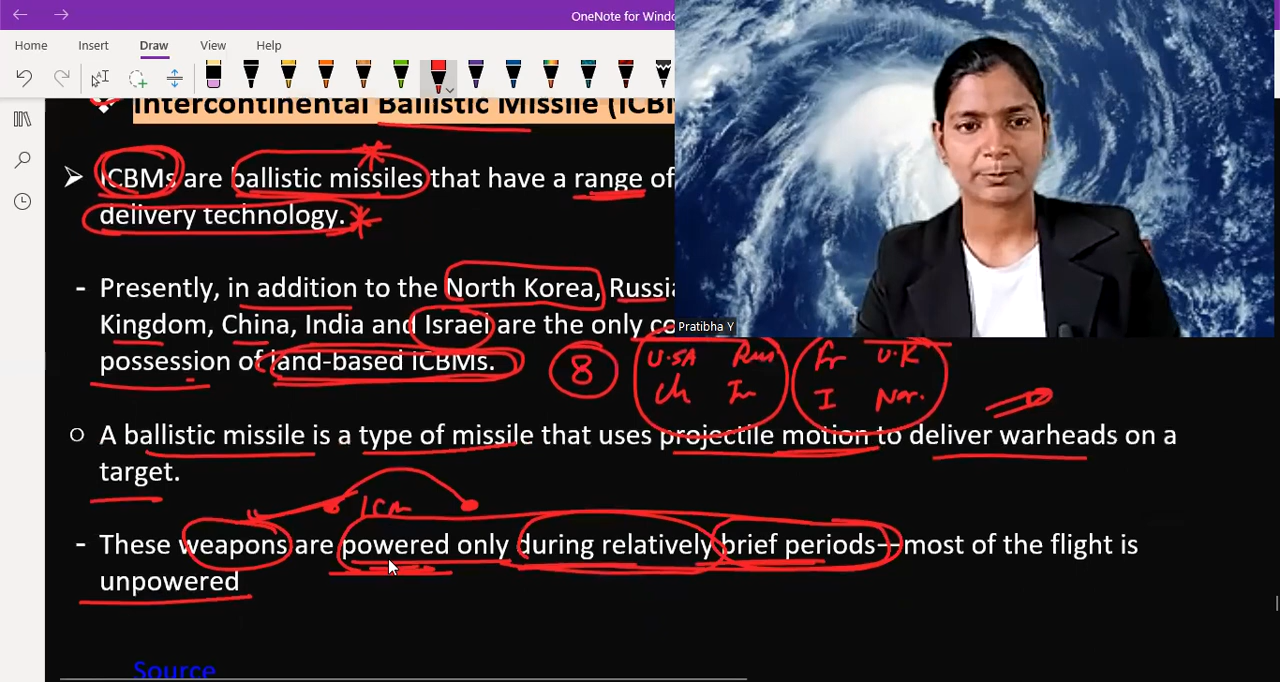 OneNote for Windo
Home Insert Draw View Help
Intercontinental Ballistic Missile (ICBM
ICBMs are ballistic missiles that have a range of
delivery technology.
- Presently, in addition to the North Korea, Russia
Kingdom, China, India and Israel are the only co
Pratibha Y
possession of land-based ICBMs.
8 U.SA Rus Fr U.K
Ch In I Nor.
o A ballistic missile is a type of missile that uses projectile motion to deliver warheads on a
target.
ICM
- These weapons are powered only during relatively brief periods—most of the flight is
unpowered
Source